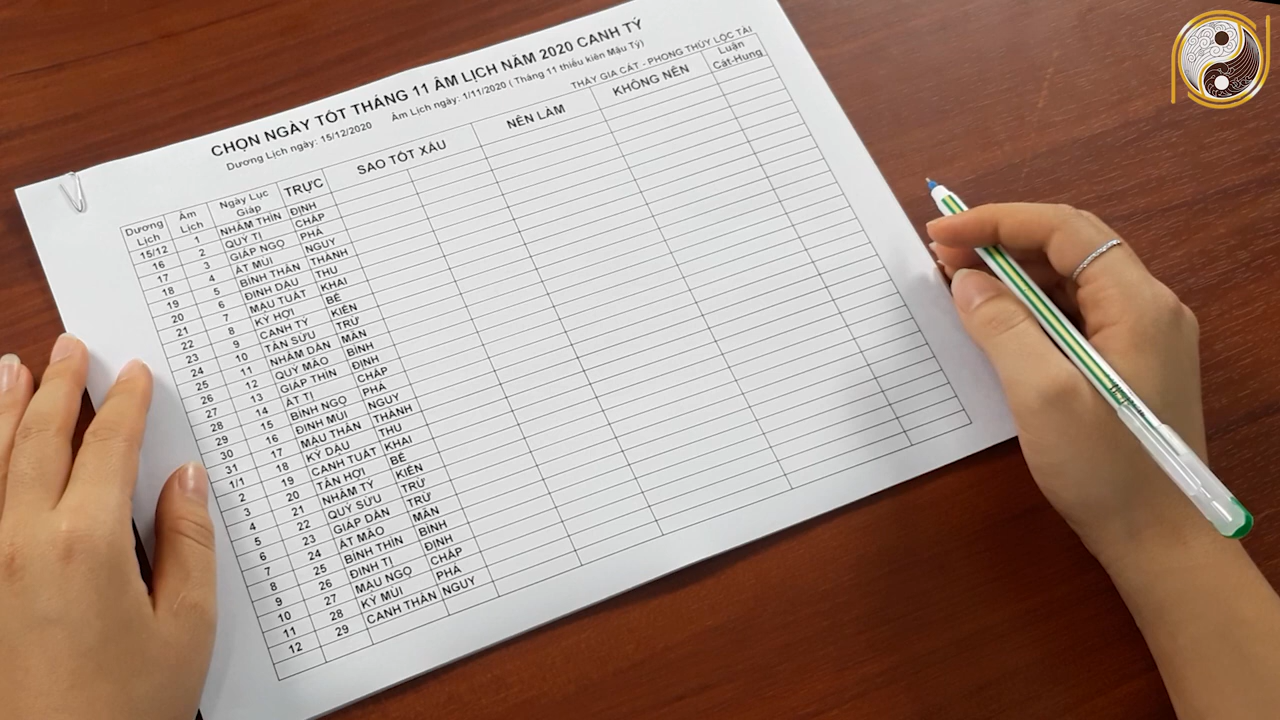 CHỌN NGÀY TỐT THÁNG 11 ÂM LỊCH NĂM 2020 CANH TÝ
Dương Lịch ngày: 15/12/2020 Âm Lịch ngày: 1/11/2020 ( Tháng 11 thiếu kiên Mậu Tý)
THẦY GIA CÁT - PHONG THỦY LỘC TÀI
Dương Lịch Âm Lịch Ngày Lục Giáp TRỰC SAO TỐT XẤU NÊN LÀM KHÔNG NÊN Luận Cát-Hung
15/12 1 NHÂM THÌN ĐỊNH
16 2 QUÝ TỊ CHẤP
17 3 GIÁP NGỌ PHÁ
18 4 ẤT MÙI NGUY
19 5 BÍNH THÂN THÀNH
20 6 ĐINH DẬU THU
21 7 MẬU TUẤT KHAI
22 8 KỶ HỢI BẾ
23 9 CANH TÝ KIÊN
24 10 TÂN SỬU TRỪ
25 11 NHÂM DẦN MÃN
26 12 QUÝ MÃO BÌNH
27 13 GIÁP THÌN ĐỊNH
28 14 ẤT TỊ CHẤP
29 15 BÍNH NGỌ PHÁ
30 16 ĐINH MÙI NGUY
31 17 MẬU THÂN THÀNH
1/1 18 KỶ DẬU THU
2 19 CANH TUẤT KHAI
3 20 TÂN HỢI BẾ
4 21 NHÂM TÝ KIÊN
5 22 QUÝ SỬU TRỪ
6 23 GIÁP DẦN TRỪ
7 24 ẤT MÃO MÃN
8 25 BÍNH THÌN BÌNH
9 26 ĐINH TỊ ĐỊNH
10 27 MẬU NGỌ CHẤP
11 28 KỶ MÙI PHÁ
12 29 CANH THÂN NGUY